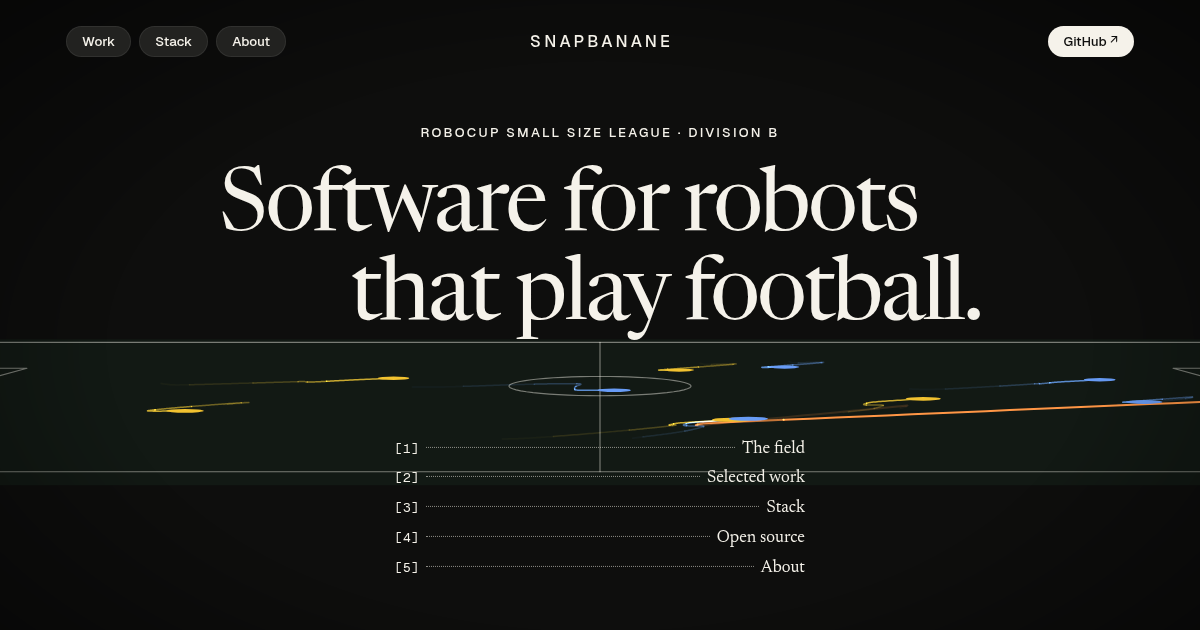 Work
Stack
About
SNAPBANANE
GitHub ↗
ROBOCUP SMALL SIZE LEAGUE · DIVISION B
Software for robots
that play football.
[1] The field
[2] Selected work
[3] Stack
[4] Open source
[5] About